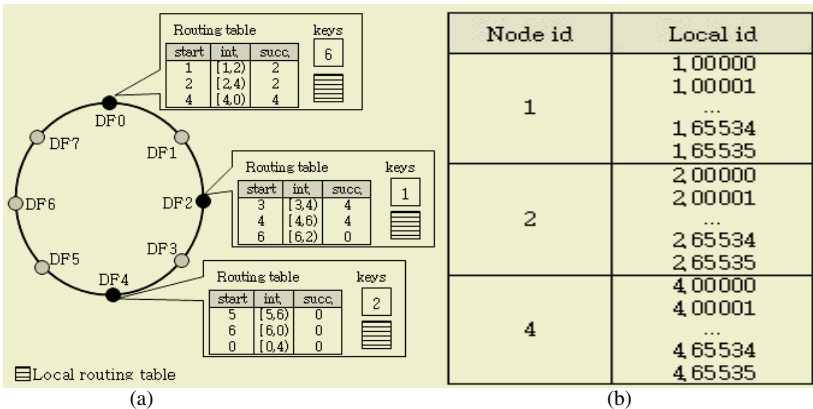 Routing table keys
start int. succ.
1 [1,2) 2
2 [2,4) 2
4 [4,0) 4
6
DF0
DF7
DF1
DF6
DF2
DF5
DF3
DF4
Routing table keys
start int. succ.
3 [3,4) 4
4 [4,6) 4
6 [6,2) 0
1
Routing table keys
start int. succ.
5 [5,6) 0
6 [6,0) 0
0 [0,4) 0
2
Local routing table
(a)
Node id Local id
1
1,00000
1,00001
...
1,65534
1,65535
2
2,00000
2,00001
...
2,65534
2,65535
4
4,00000
4,00001
...
4,65534
4,65535
(b)